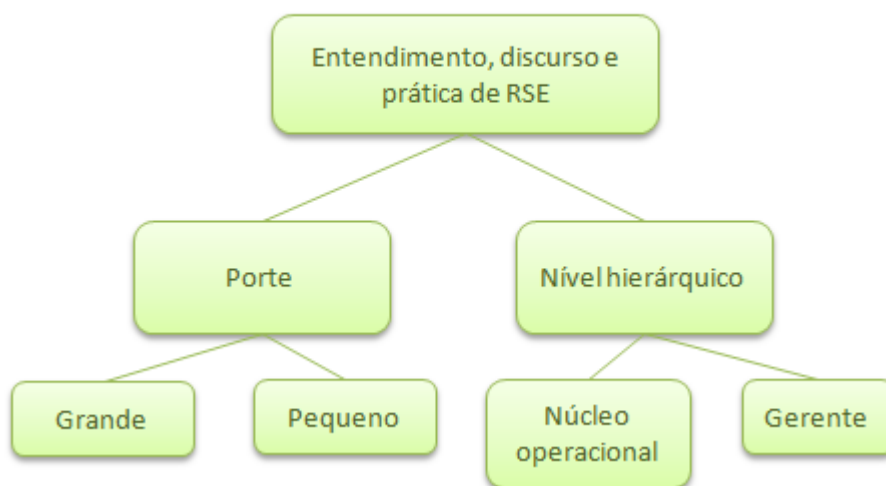 Entendimento, discurso e
prática de RSE
Porte
Nível hierárquico
Grande
Pequeno
Núcleo
operacional
Gerente